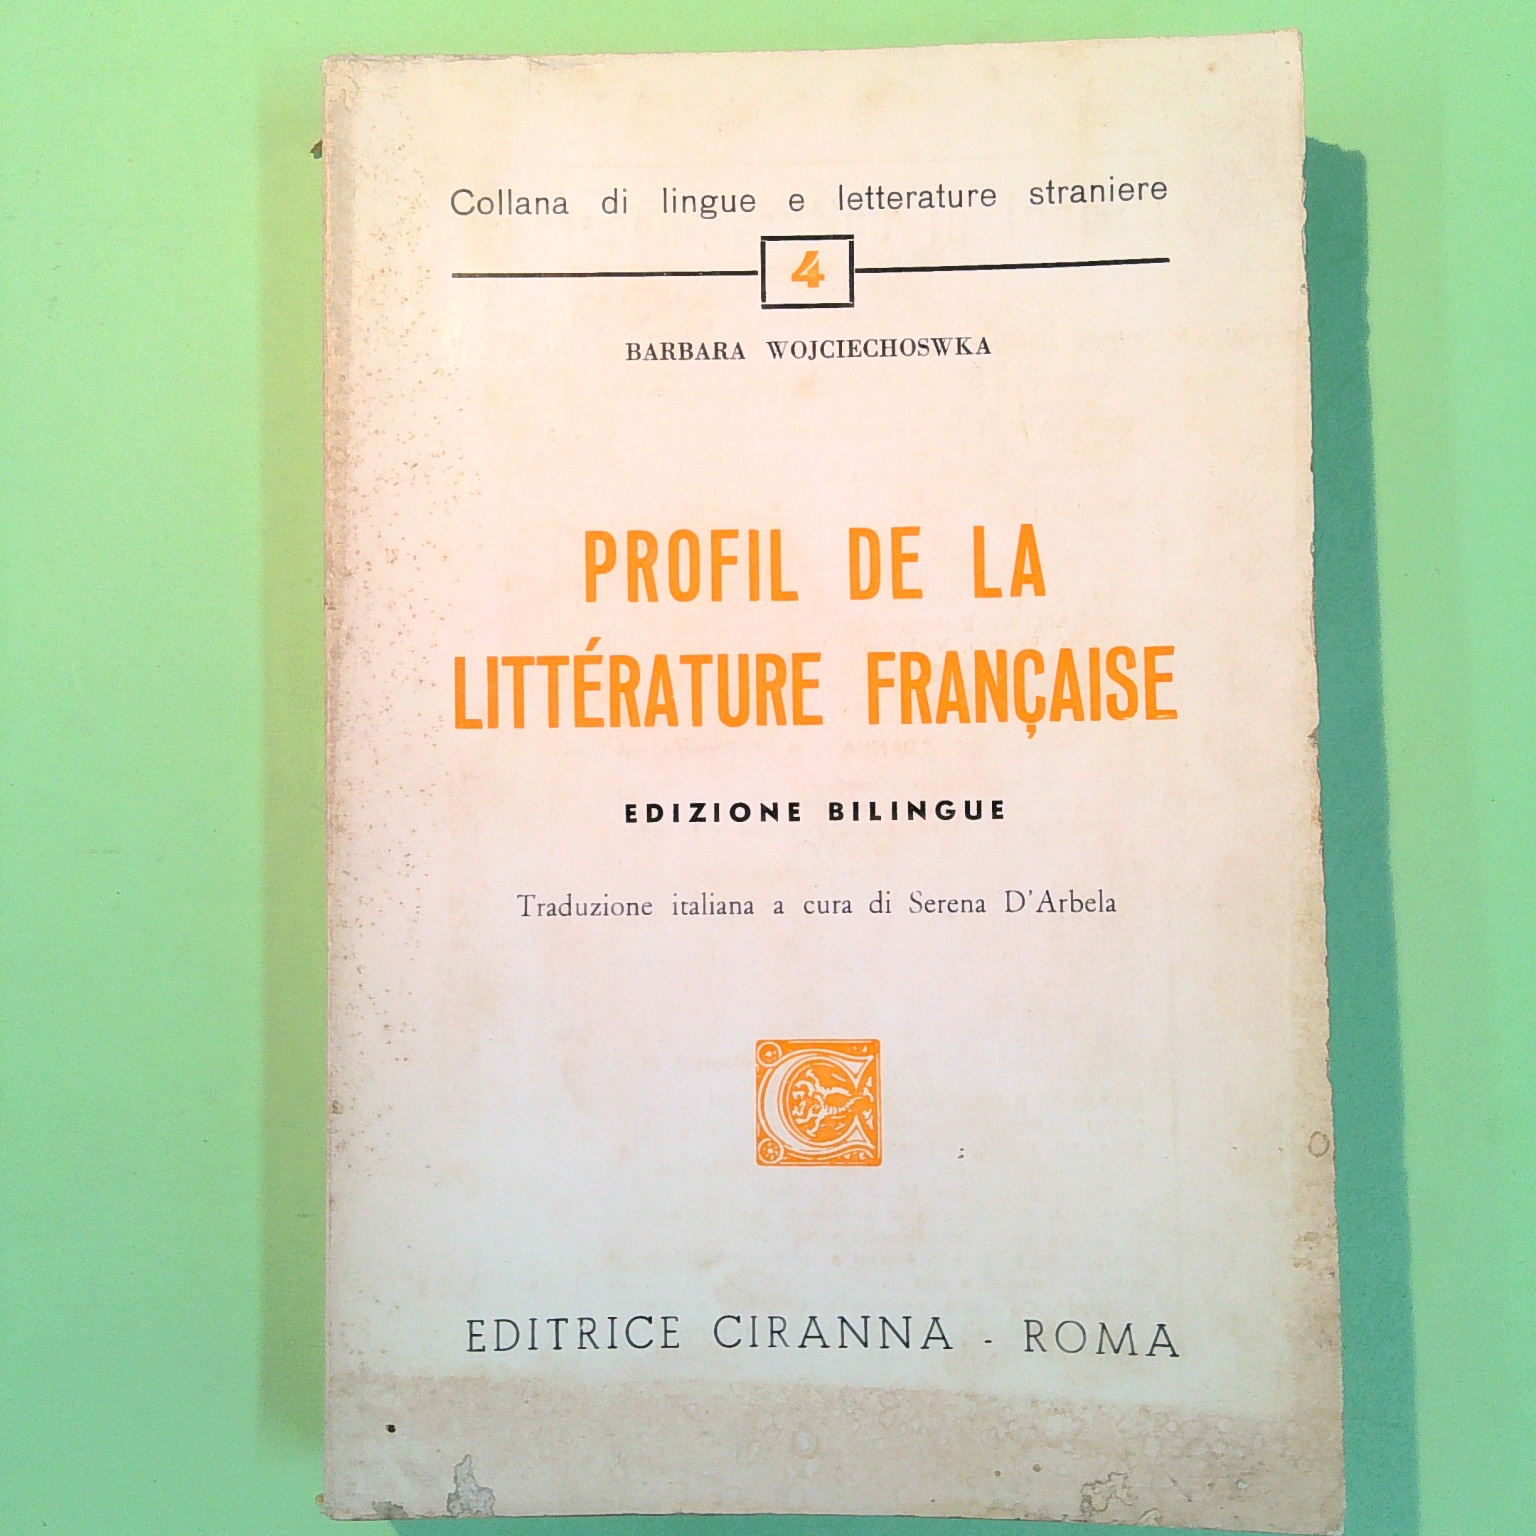 Collana di lingue e letterature straniere
4
BARBARA WOJCIECHOSWKA
PROFIL DE LA
LITTÉRATURE FRANÇAISE
EDIZIONE BILINGUE
Traduzione italiana a cura di Serena D'Arbela
C
EDITRICE CIRANNA - ROMA